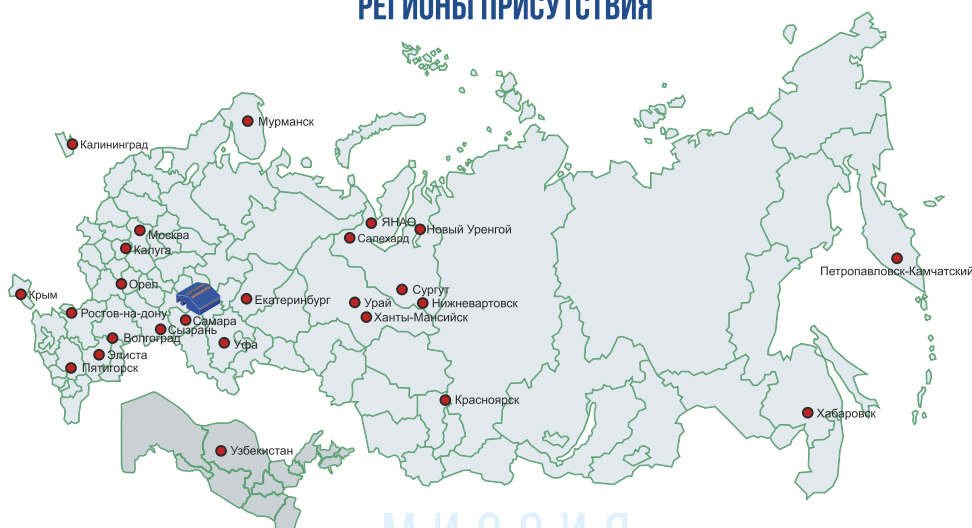 РЕГИОНЫ ПРИСУТСТВИЯ
Мурманск
Калининград
ЯНАО
Новый Уренгой
Салехард
Москва
Калуга
Петропавловск-Камчатский
Орел
Сургут
Крым
Екатеринбург
Урай
Нижневартовск
Ростов-на-дону
Ханты-Мансийск
Самара
Сызрань
Волгоград
Уфа
Элиста
Пятигорск
Красноярск
Хабаровск
Узбекистан
МИССИЯ